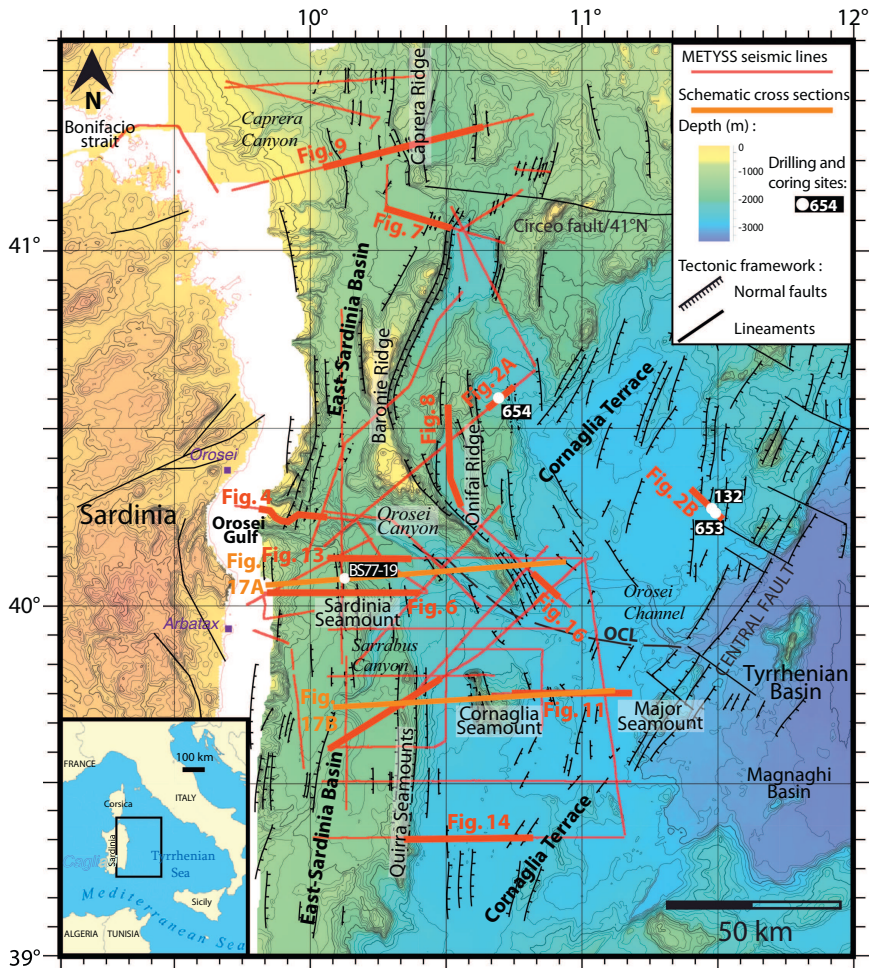 10°
11°
12°
N
METYSS seismic lines
Schematic cross sections
Depth (m) :
0
-1000
-2000
-3000
Drilling and
coring sites:
654
Tectonic framework :
Normal faults
Lineaments
Bonifacio
strait
Caprera
Canyon
Caprera Ridge
Fig.9
Fig. 7
Circeo fault/41°N
41°
East-Sardinia Basin
Baronie Ridge
Fig. 8
Fig. 2A
654
Onifai Ridge
Cornaglia Terrace
Fig. 2B
132
653
Orosei
Sardinia
Fig. 4
Orosei
Gulf
Orosei
Canyon
Fig. 13
Fig.
17A
BS77-19
40°
Sardinia
Seamount
Fig. 6
Fig. 16
Orosei
Channel
OCL
CENTRAL FAULT
Arbatax
Sarrabus
Canyon
Tyrrhenian
Basin
Fig.
17B
Cornaglia
Seamount
Fig. 11
Major
Seamount
Magnaghi
Basin
East-Sardinia Basin
Quirra Seamounts
Fig. 14
Cornaglia Terrace
50 km
39°
100 km
FRANCE
ITALY
Corsica
Sardinia
Tyrrhenian
Sea
Sicily
Mediterranean Sea
ALGERIA
TUNISIA